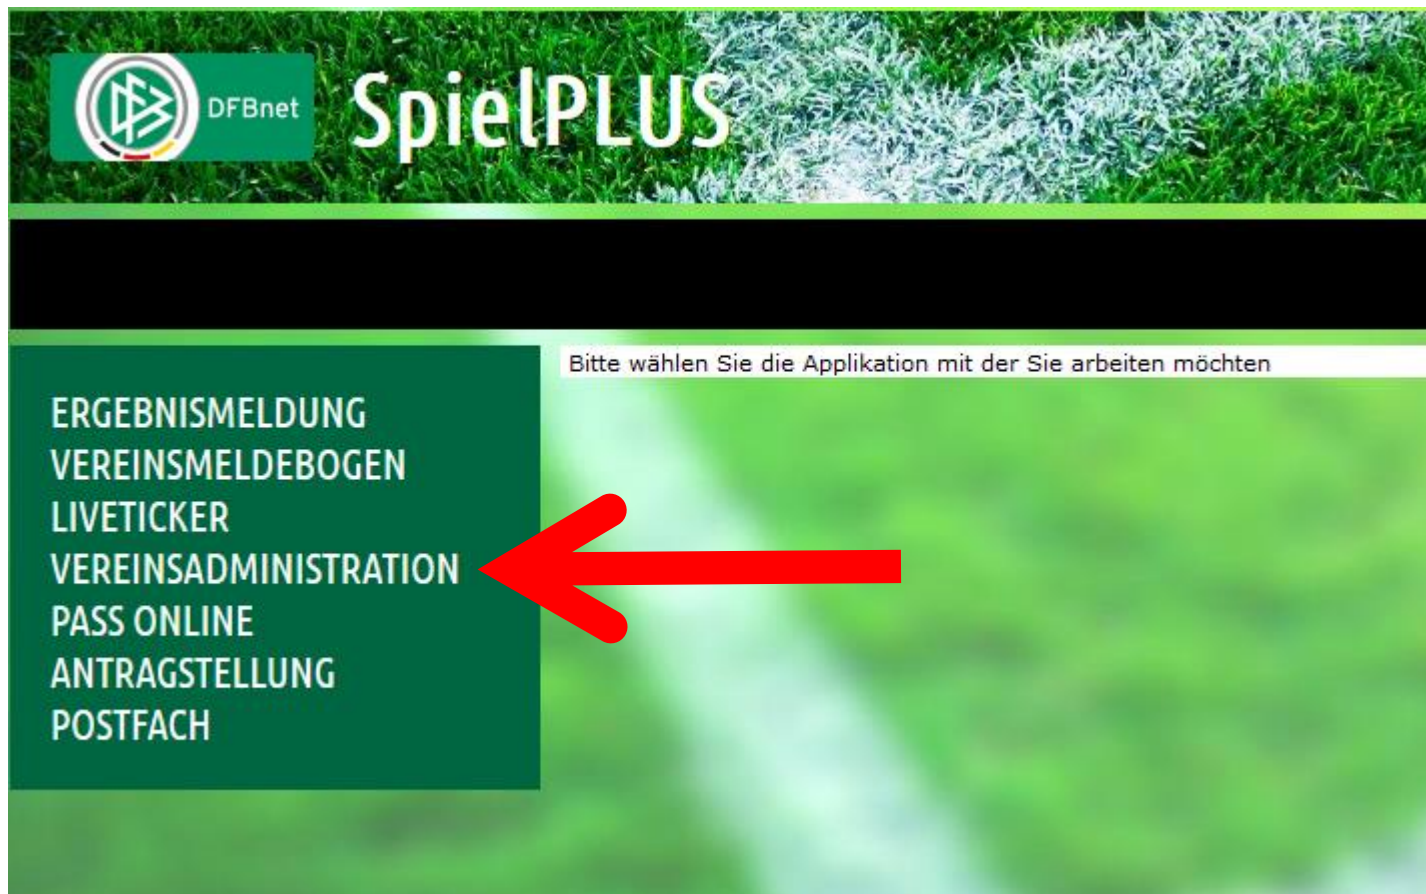 DFBnet
SpielPLUS
Bitte wählen Sie die Applikation mit der Sie arbeiten möchten
ERGEBNISMELDUNG
VEREINSMELDEBOGEN
LIVETICKER
VEREINSADMINISTRATION
PASS ONLINE
ANTRAGSTELLUNG
POSTFACH